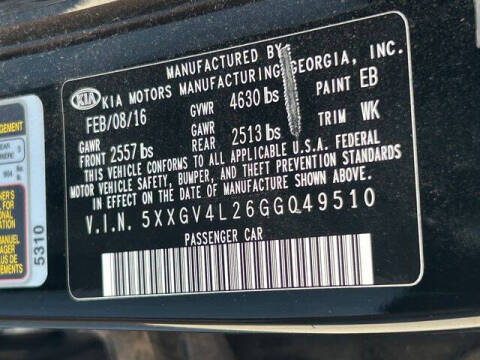 MANUFACTURED BY
KIA KIA MOTORS MANUFACTURING GEORGIA, INC.
FEB/08/16 GVWR 4630 lbs PAINT EB
GAWR FRONT 2557 lbs GAWR REAR 2513 lbs TRIM WK
THIS VEHICLE CONFORMS TO ALL APPLICABLE U.S.A. FEDERAL
MOTOR VEHICLE SAFETY, BUMPER, AND THEFT PREVENTION STANDARDS
IN EFFECT ON THE DATE OF MANUFACTURE SHOWN ABOVE.
V.I.N. 5XXGV4L26GG049510
PASSENGER CAR
5310